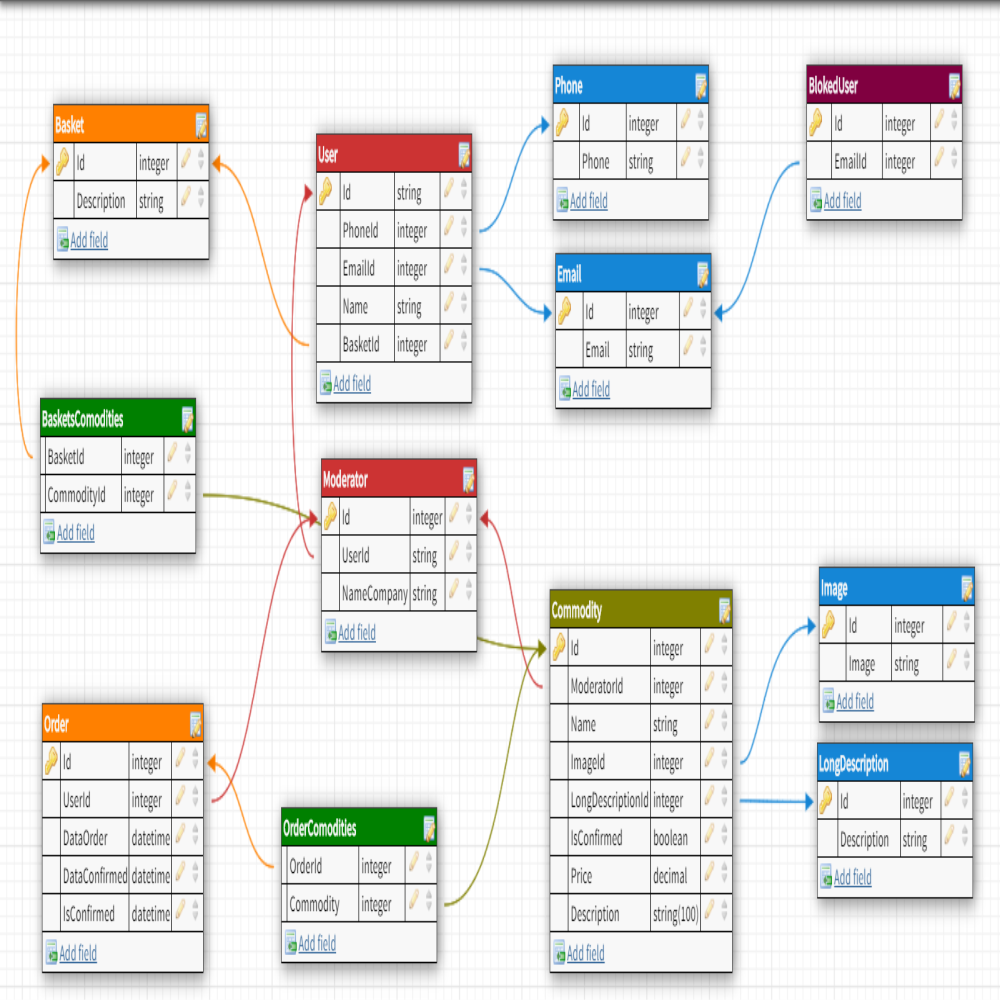 Basket
Id integer
Description string
Add field
User
Id string
PhoneId integer
EmailId integer
Name string
BasketId integer
Add field
Phone
Id integer
Phone string
Add field
BlokedUser
Id integer
EmailId integer
Add field
Email
Id integer
Email string
Add field
BasketsComodities
BasketId integer
CommodityId integer
Add field
Moderator
Id integer
UserId string
NameCompany string
Add field
Commodity
Id integer
ModeratorId integer
Name string
ImageId integer
LongDescriptionId integer
IsConfirmed boolean
Price decimal
Description string(100)
Add field
Image
Id integer
Image string
Add field
LongDescription
Id integer
Description string
Add field
Order
Id integer
UserId integer
DataOrder datetime
DataConfirmed datetime
IsConfirmed datetime
Add field
OrderComodities
OrderId integer
Commodity integer
Add field